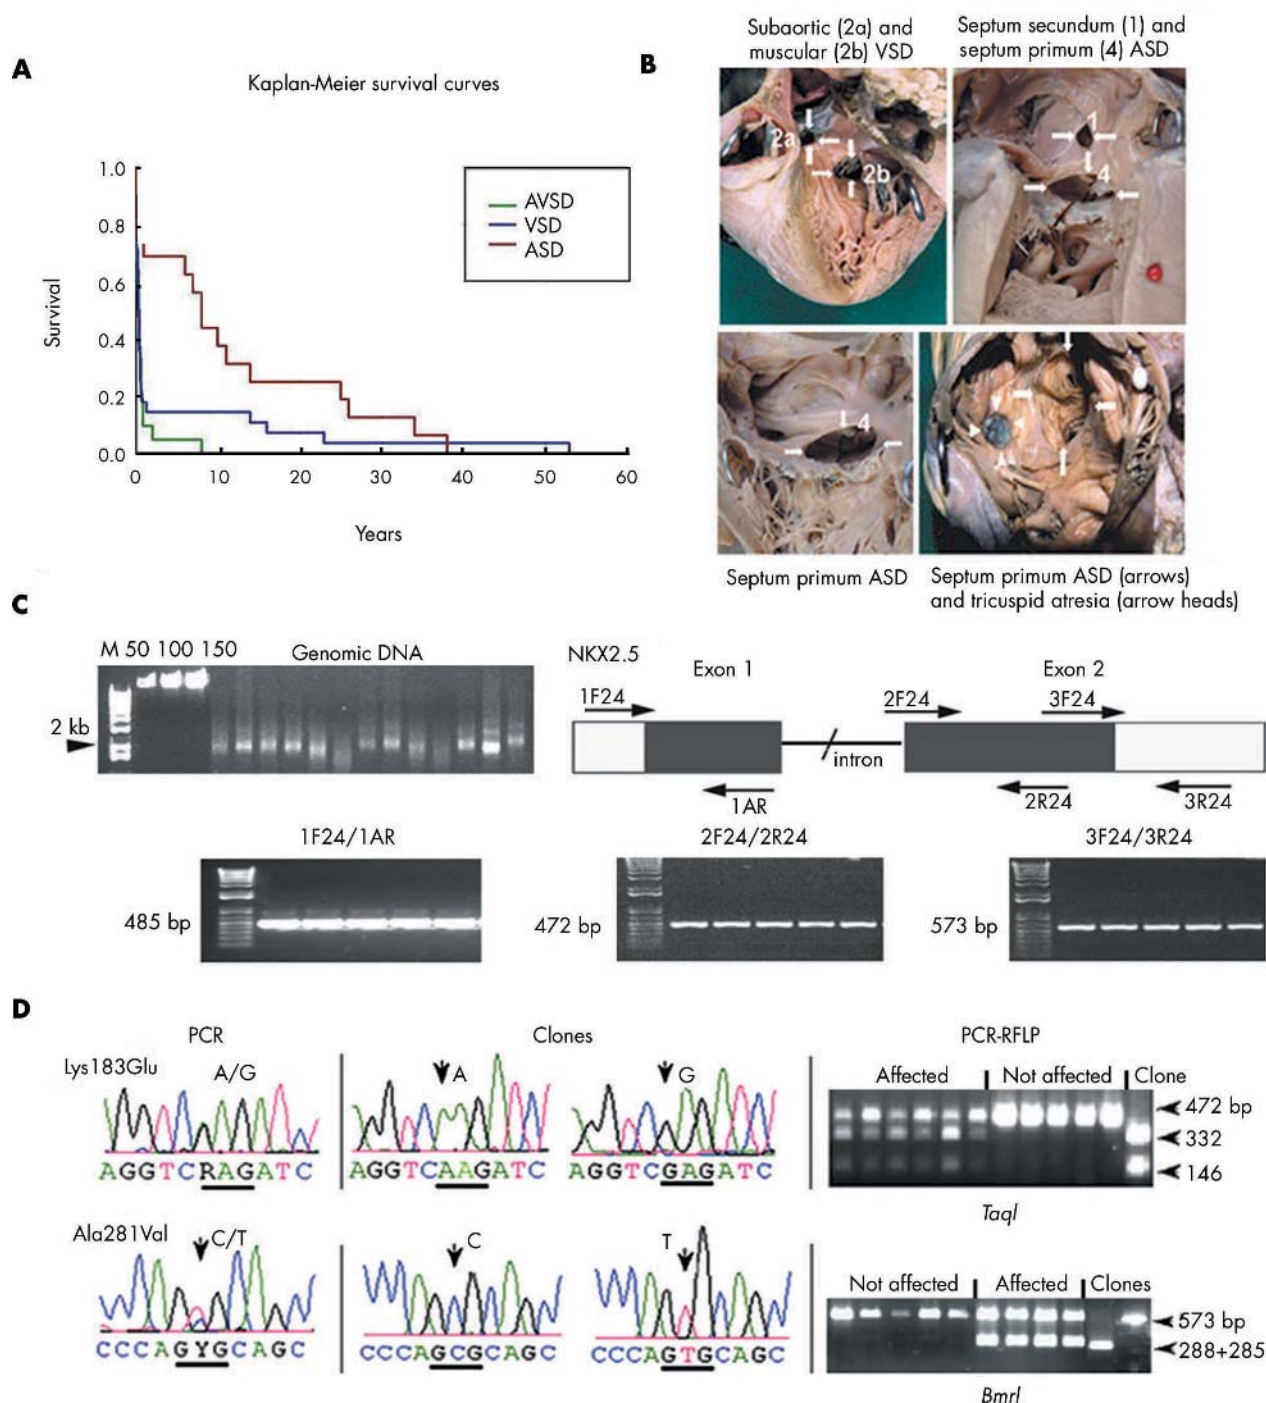 A
Kaplan-Meier survival curves
Survival
1.0
0.8
0.6
0.4
0.2
0.0
0 10 20 30 40 50 60
Years
AVSD
VSD
ASD
B
Subaortic (2a) and
muscular (2b) VSD
Septum secundum (1) and
septum primum (4) ASD
2a
2b
1
4
4
Septum primum ASD
Septum primum ASD (arrows)
and tricuspid atresia (arrow heads)
C
M 50 100 150
Genomic DNA
2 kb
NKX2.5
Exon 1
Exon 2
1F24
2F24
3F24
intron
1AR
2R24
3R24
1F24/1AR
2F24/2R24
3F24/3R24
485 bp
472 bp
573 bp
D
PCR
Clones
PCR-RFLP
Lys183Glu
A/G
A
G
AGGTCRAGATC
AGGTCAAGATC
AGGTCGAGATC
Affected
Not affected
Clone
472 bp
332
146
TaqI
Ala281Val
C/T
C
T
CCCAGYGCAGC
CCCAGCGCAGC
CCCAGTGCAGC
Not affected
Affected
Clones
573 bp
288+285
BmrI